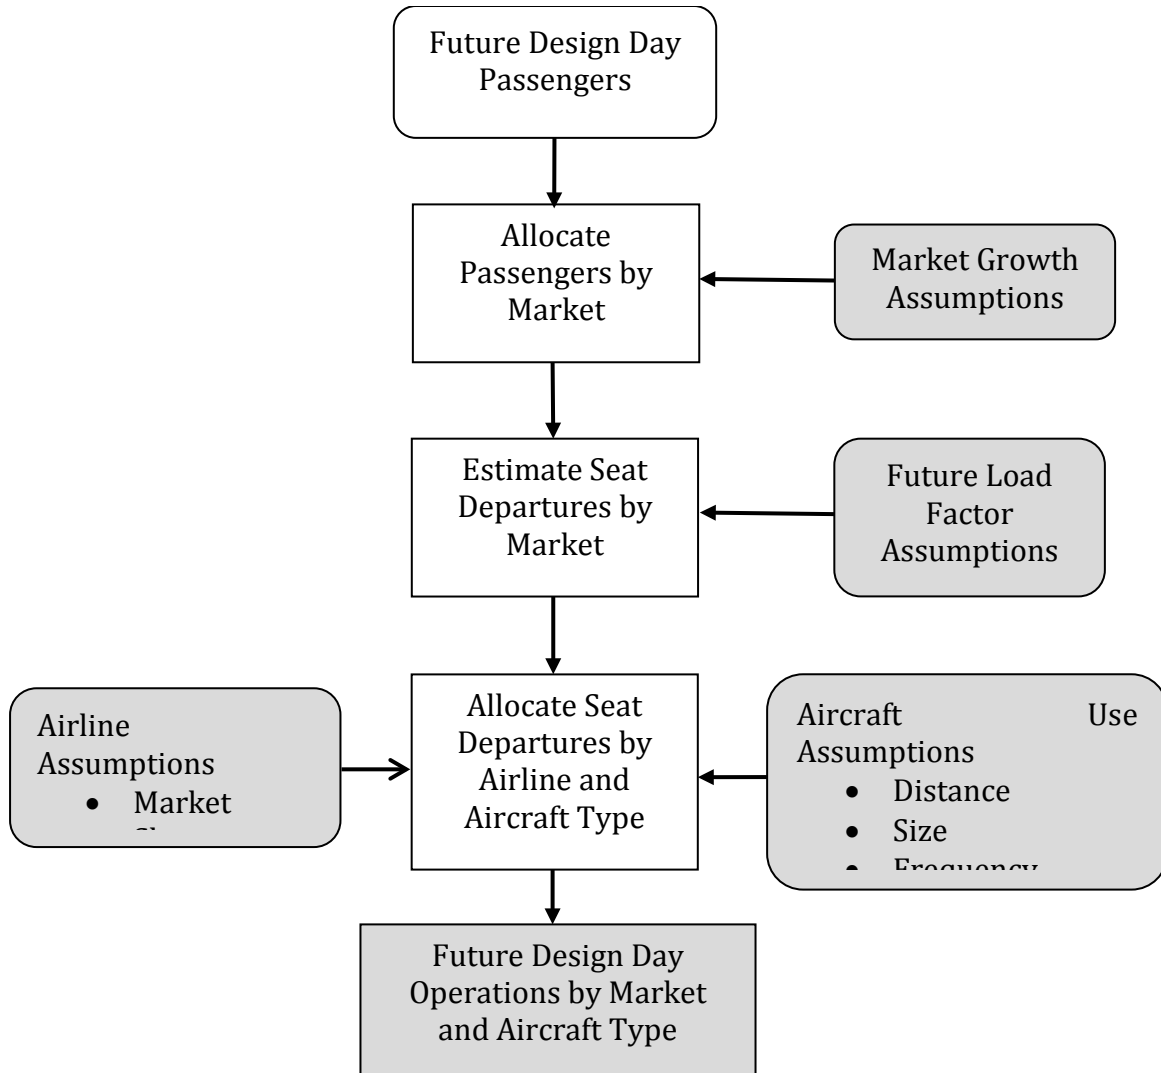 Future Design Day
Passengers
Allocate
Passengers by
Market
Market Growth
Assumptions
Estimate Seat
Departures by
Market
Future Load
Factor
Assumptions
Airline
Assumptions
• Market
Allocate Seat
Departures by
Airline and
Aircraft Type
Aircraft Use
Assumptions
• Distance
• Size
• Frequency
Future Design Day
Operations by Market
and Aircraft Type